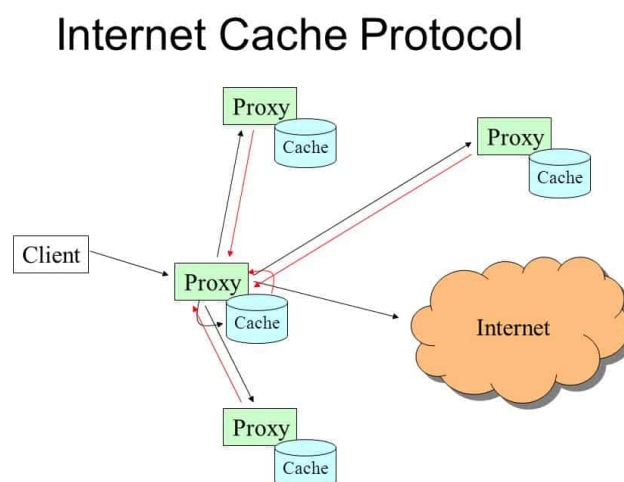 Internet Cache Protocol
Proxy
Cache
Proxy
Cache
Client
Proxy
Cache
Internet
Proxy
Cache